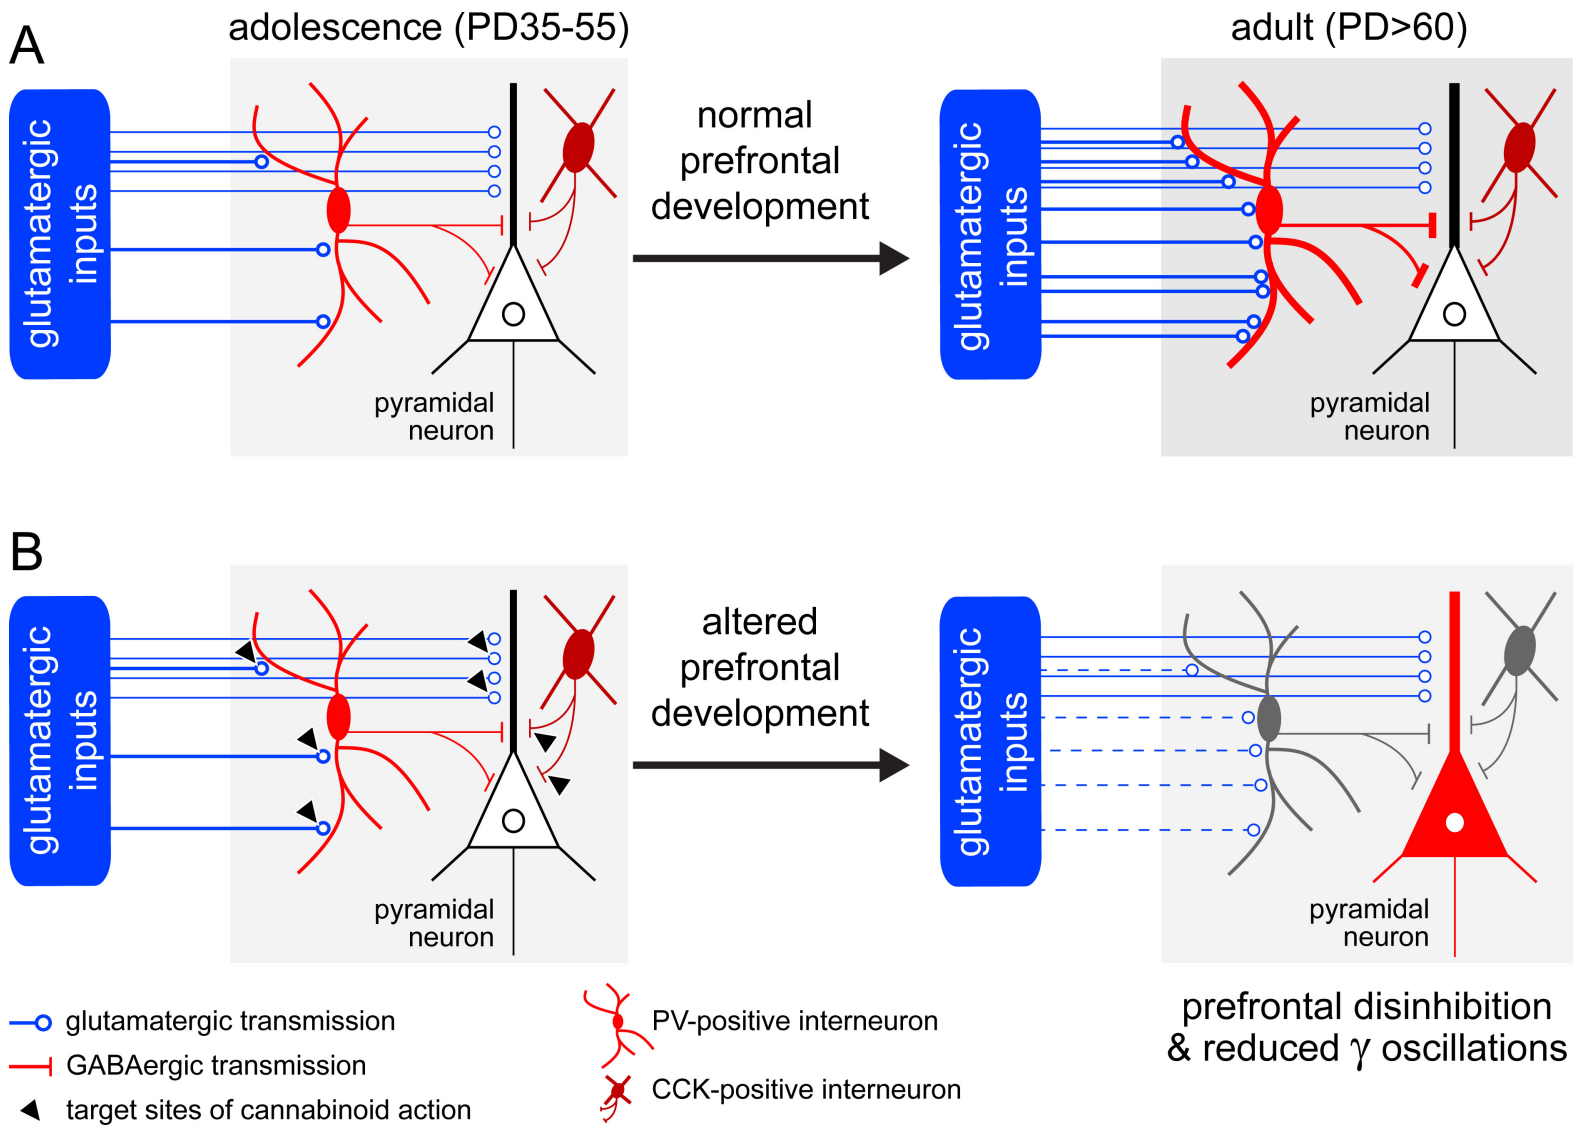 A
adolescence (PD35-55)
adult (PD>60)
glutamatergic
inputs
normal
prefrontal
development
glutamatergic
inputs
pyramidal
neuron
pyramidal
neuron
B
glutamatergic
inputs
altered
prefrontal
development
glutamatergic
inputs
pyramidal
neuron
pyramidal
neuron
prefrontal disinhibition
& reduced γ oscillations
glutamatergic transmission
GABAergic transmission
target sites of cannabinoid action
PV-positive interneuron
CCK-positive interneuron